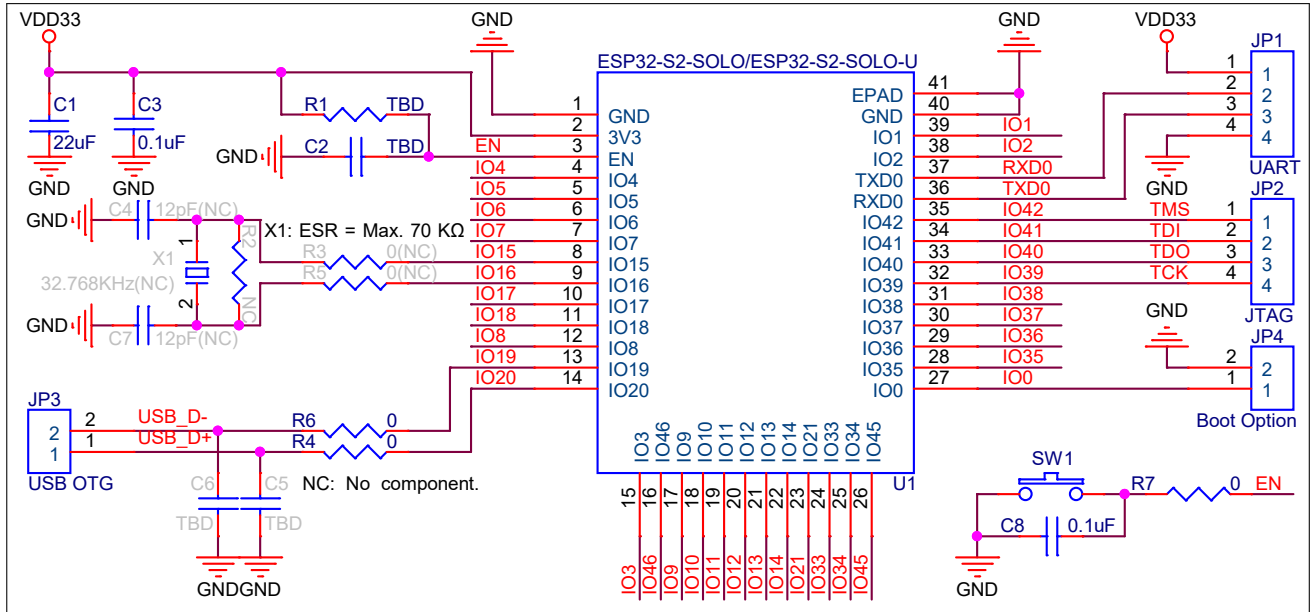 VDD33
GND
GND
VDD33
JP1
ESP32-S2-SOLO/ESP32-S2-SOLO-U
C1
22uF
GND
C3
0.1uF
GND
R1 TBD
GND C2 TBD
EN
IO4
IO5
IO6
IO7
IO15
IO16
IO17
IO18
IO8
IO19
IO20
1 GND
2 3V3
3 EN
4 IO4
5 IO5
6 IO6
7 IO7
8 IO15
9 IO16
10 IO17
11 IO18
12 IO8
13 IO19
14 IO20
EPAD 41
GND 40
IO1 39 IO1
IO2 38 IO2
TXD0 37 RXD0
RXD0 36 TXD0
IO42 35 IO42 TMS
IO41 34 IO41 TDI
IO40 33 IO40 TDO
IO39 32 IO39 TCK
IO38 31 IO38
IO37 30 IO37
IO36 29 IO36
IO35 28 IO35
IO0 27 IO0
1 1
2 2
3 3
4 4
GND
UART
JP2
1 1
2 2
3 3
4 4
JTAG
GND
JP4
2 2
1 1
Boot Option
GND C4 12pF(NC)
X1: ESR = Max. 70 KΩ
1
X1
32.768KHz(NC)
2
R2
NC
R3 0(NC)
R5 0(NC)
GND C7 12pF(NC)
JP3
2 2 USB_D- R6 0
1 1 USB_D+ R4 0
USB OTG
C6
TBD
C5
TBD
NC: No component.
GND
GND
IO3 IO46 IO9 IO10 IO11 IO12 IO13 IO14 IO21 IO33 IO34 IO45
U1
15 16 17 18 19 20 21 22 23 24 25 26
IO3 IO46 IO9 IO10 IO11 IO12 IO13 IO14 IO21 IO33 IO34 IO45
SW1
R7 0 EN
C8 0.1uF
GND